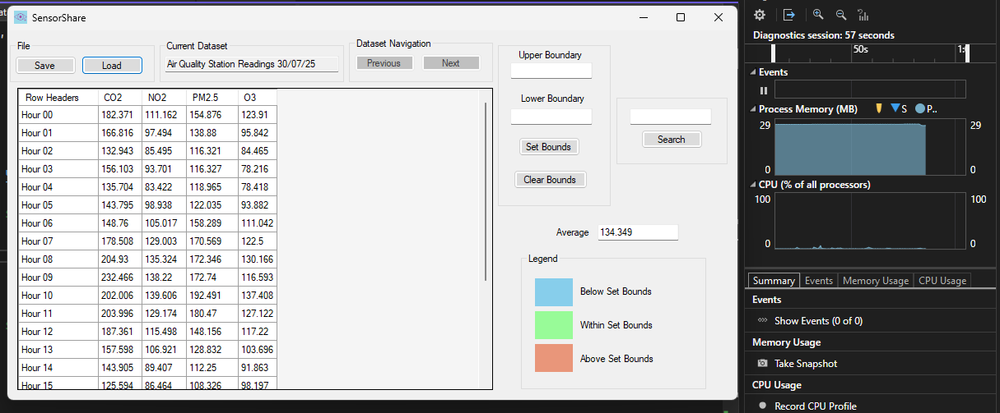 SensorShare
File
Save
Load
Current Dataset
Air Quality Station Readings 30/07/25
Dataset Navigation
Previous
Next
Row Headers CO2 NO2 PM2.5 O3
Hour 00 182.371 111.162 154.876 123.91
Hour 01 166.816 97.494 138.88 95.842
Hour 02 132.943 85.495 116.321 84.465
Hour 03 156.103 93.701 116.327 78.216
Hour 04 135.704 83.422 118.965 78.418
Hour 05 143.795 98.938 122.035 93.882
Hour 06 148.76 105.017 158.289 111.042
Hour 07 178.508 129.003 170.569 122.5
Hour 08 204.93 135.324 172.346 130.166
Hour 09 232.466 138.22 172.74 116.593
Hour 10 202.006 139.606 192.491 137.408
Hour 11 203.996 129.174 180.47 127.122
Hour 12 187.361 115.498 148.156 117.22
Hour 13 157.598 106.921 128.832 103.696
Hour 14 143.905 89.407 112.25 91.863
Hour 15 125.594 86.464 108.326 98.197
Upper Boundary
Lower Boundary
Set Bounds
Clear Bounds
Search
Average 134.349
Legend
Below Set Bounds
Within Set Bounds
Above Set Bounds
Diagnostics session: 57 seconds
50s
Events
Process Memory (MB) S P..
29 29
0 0
CPU (% of all processors)
100 100
0 0
Summary Events Memory Usage CPU Usage
Events
Show Events (0 of 0)
Memory Usage
Take Snapshot
CPU Usage
Record CPU Profile